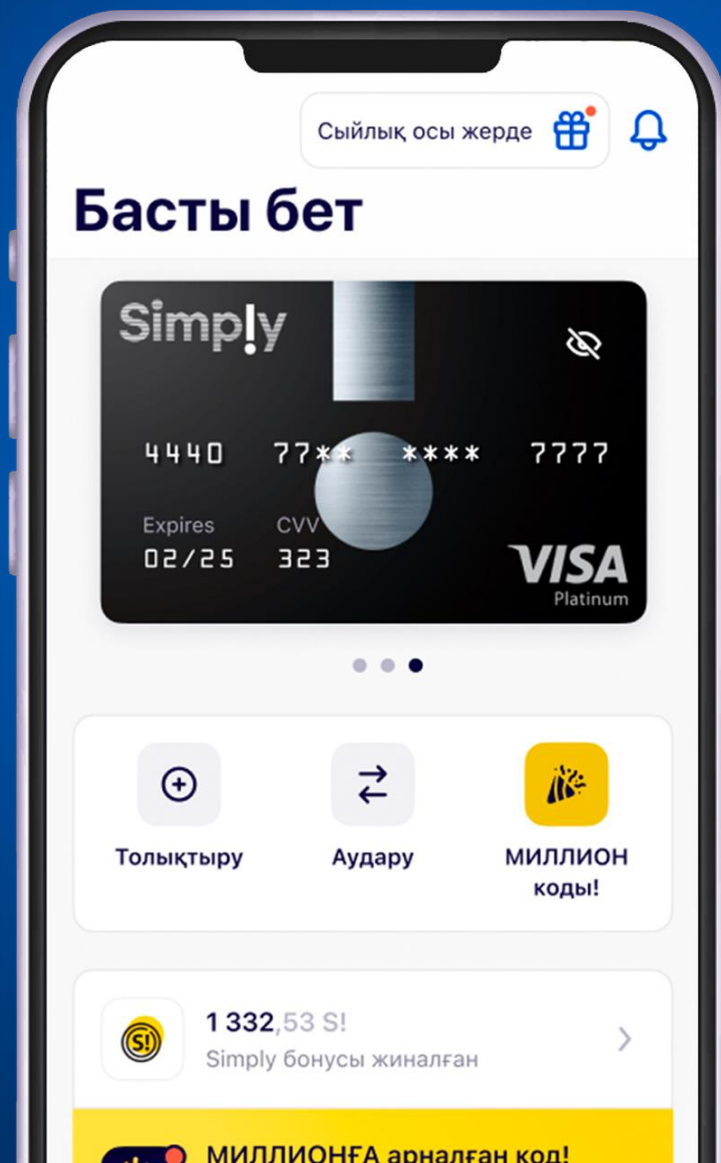 Сыйлық осы жерде
Басты бет
Simply
4440 77** **** 7777
Expires CVV
02/25 323
VISA
Platinum
Толықтыру Аудару МИЛЛИОН
коды!
1 332,53 S!
S!
Simply бонусы жиналған
МИЛЛИОНҒА арналған код!